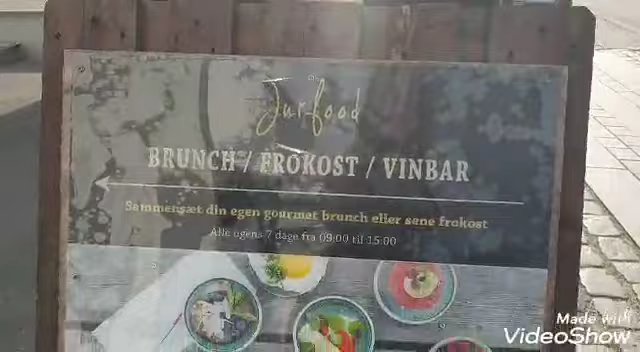 Jurfood
BRUNCH / FROKOST / VINBAR
Sammensæt din egen gourmet brunch eller sene frokost
Alle ugens 7 dage fra 09:00 til 15:00
Made with
VideoShow